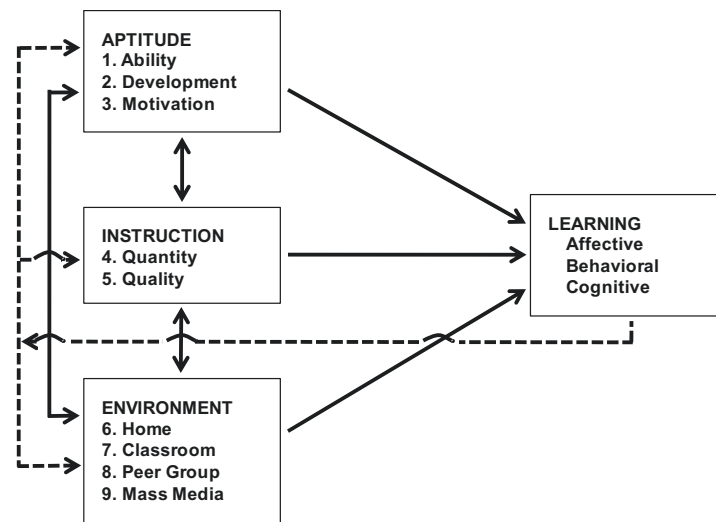 APTITUDE
1. Ability
2. Development
3. Motivation
INSTRUCTION
4. Quantity
5. Quality
ENVIRONMENT
6. Home
7. Classroom
8. Peer Group
9. Mass Media
LEARNING
Affective
Behavioral
Cognitive